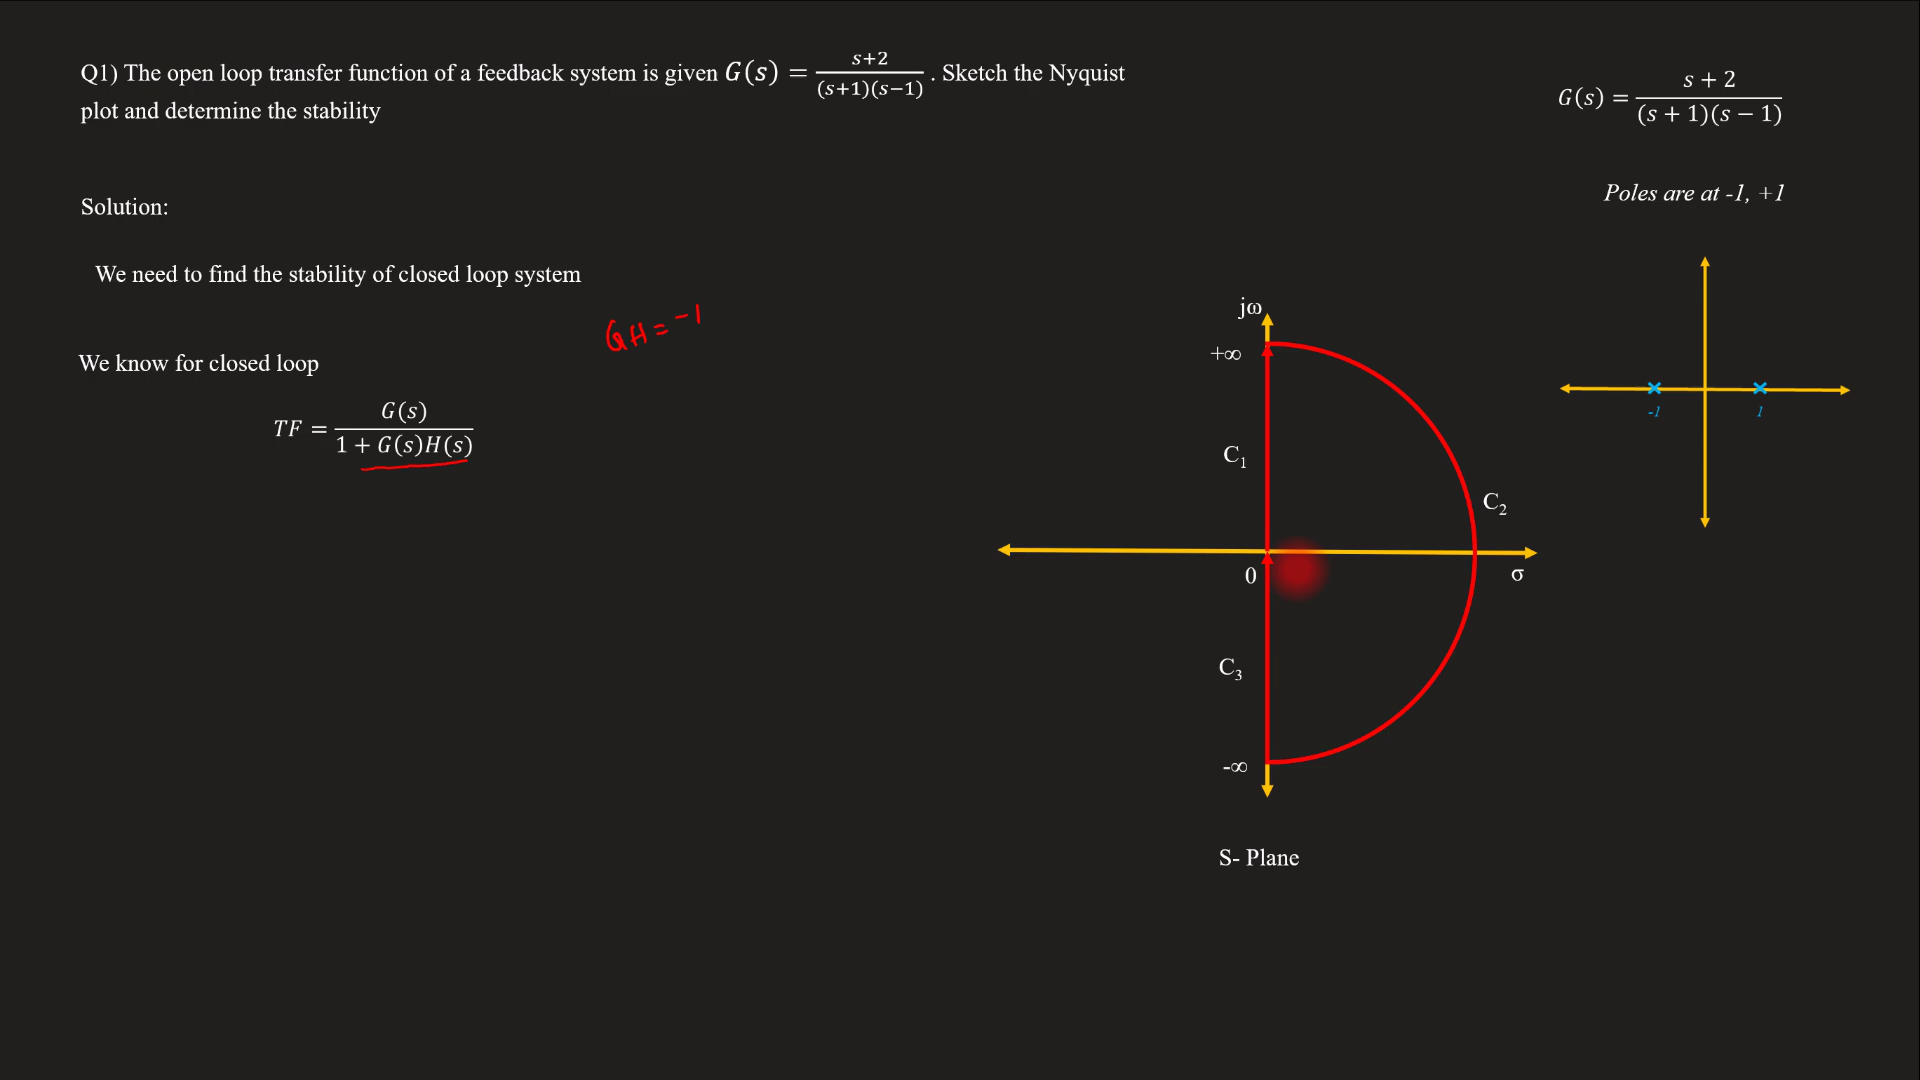 Q1) The open loop transfer function of a feedback system is given G(s) = s+2 / (s+1)(s−1) . Sketch the Nyquist
plot and determine the stability
G(s) = s + 2 / (s + 1)(s − 1)
Poles are at -1, +1
Solution:
We need to find the stability of closed loop system
GH = -1
We know for closed loop
TF = G(s) / 1 + G(s)H(s)
jω
+∞
C1
C2
0
σ
C3
-∞
S- Plane
-1
1